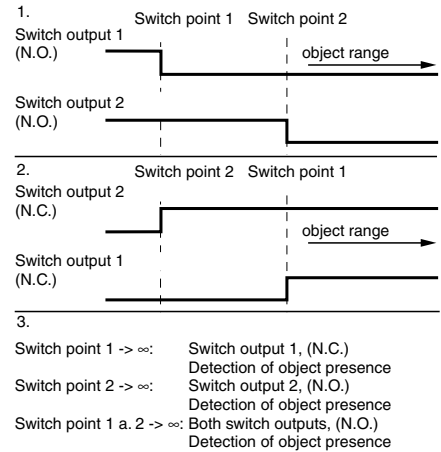 1.
Switch point 1 Switch point 2
Switch output 1
(N.O.)
object range
Switch output 2
(N.O.)
2.
Switch point 2 Switch point 1
Switch output 2
(N.C.)
object range
Switch output 1
(N.C.)
3.
Switch point 1 -> ∞: Switch output 1, (N.C.)
Detection of object presence
Switch point 2 -> ∞: Switch output 2, (N.O.)
Detection of object presence
Switch point 1 a. 2 -> ∞: Both switch outputs, (N.O.)
Detection of object presence